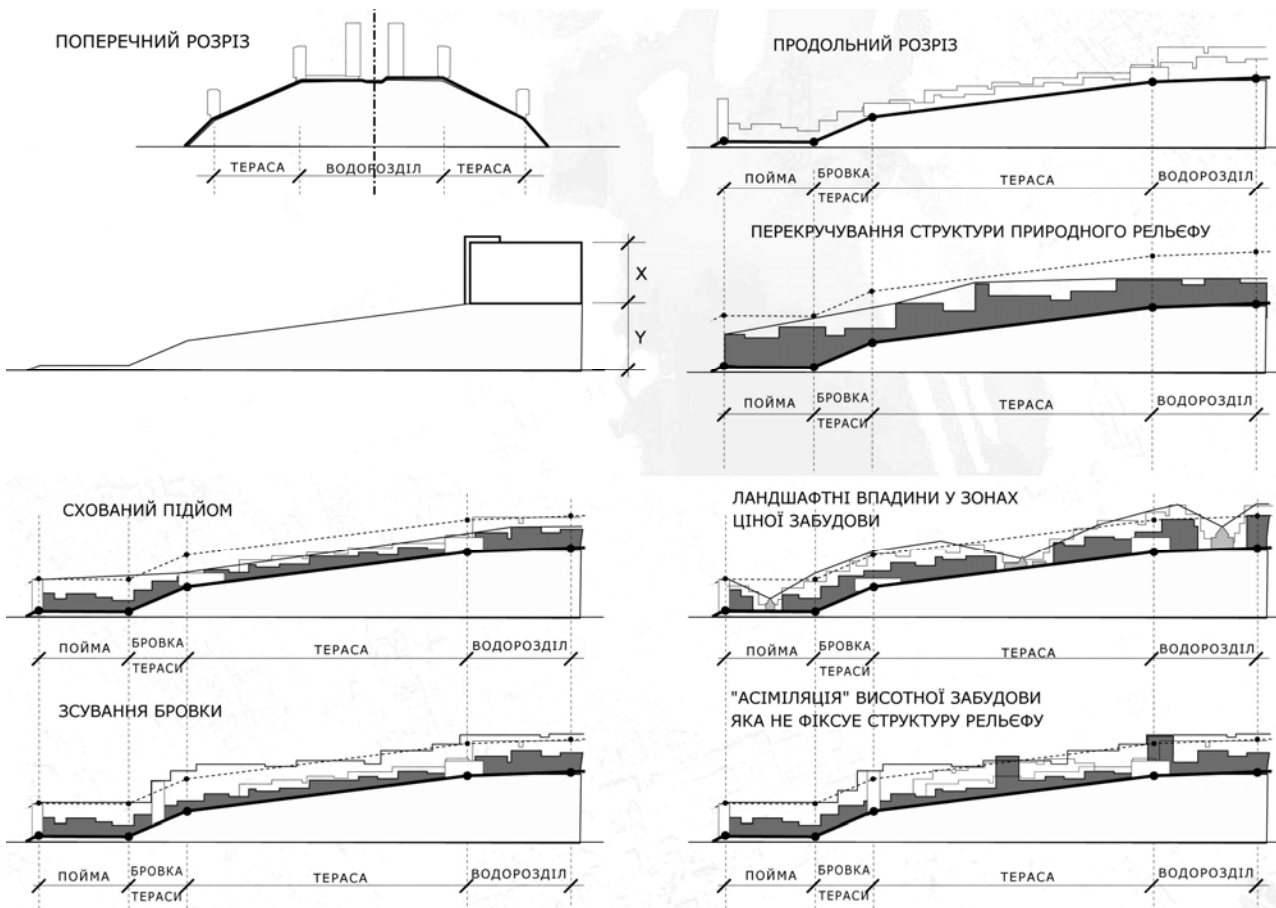 ПОПЕРЕЧНИЙ РОЗРІЗ
ТЕРАСА ВОДОРОЗДІЛ ТЕРАСА
X
Y
ПРОДОЛЬНИЙ РОЗРІЗ
ПОЙМА БРОВКА ТЕРАСИ ТЕРАСА ВОДОРОЗДІЛ
ПЕРЕКРУЧУВАННЯ СТРУКТУРИ ПРИРОДНОГО РЕЛЬЄФУ
ПОЙМА БРОВКА ТЕРАСИ ТЕРАСА ВОДОРОЗДІЛ
СХОВАНИЙ ПІДЙОМ
ПОЙМА БРОВКА ТЕРАСИ ТЕРАСА ВОДОРОЗДІЛ
ЛАНДШАФТНІ ВПАДИНИ У ЗОНАХ
ЦІНОЇ ЗАБУДОВИ
ПОЙМА БРОВКА ТЕРАСИ ТЕРАСА ВОДОРОЗДІЛ
ЗСУВАННЯ БРОВКИ
ПОЙМА БРОВКА ТЕРАСИ ТЕРАСА ВОДОРОЗДІЛ
"АСІМІЛЯЦІЯ" ВИСОТНОЇ ЗАБУДОВИ
ЯКА НЕ ФІКСУЄ СТРУКТУРУ РЕЛЬЄФУ
ПОЙМА БРОВКА ТЕРАСИ ТЕРАСА ВОДОРОЗДІЛ